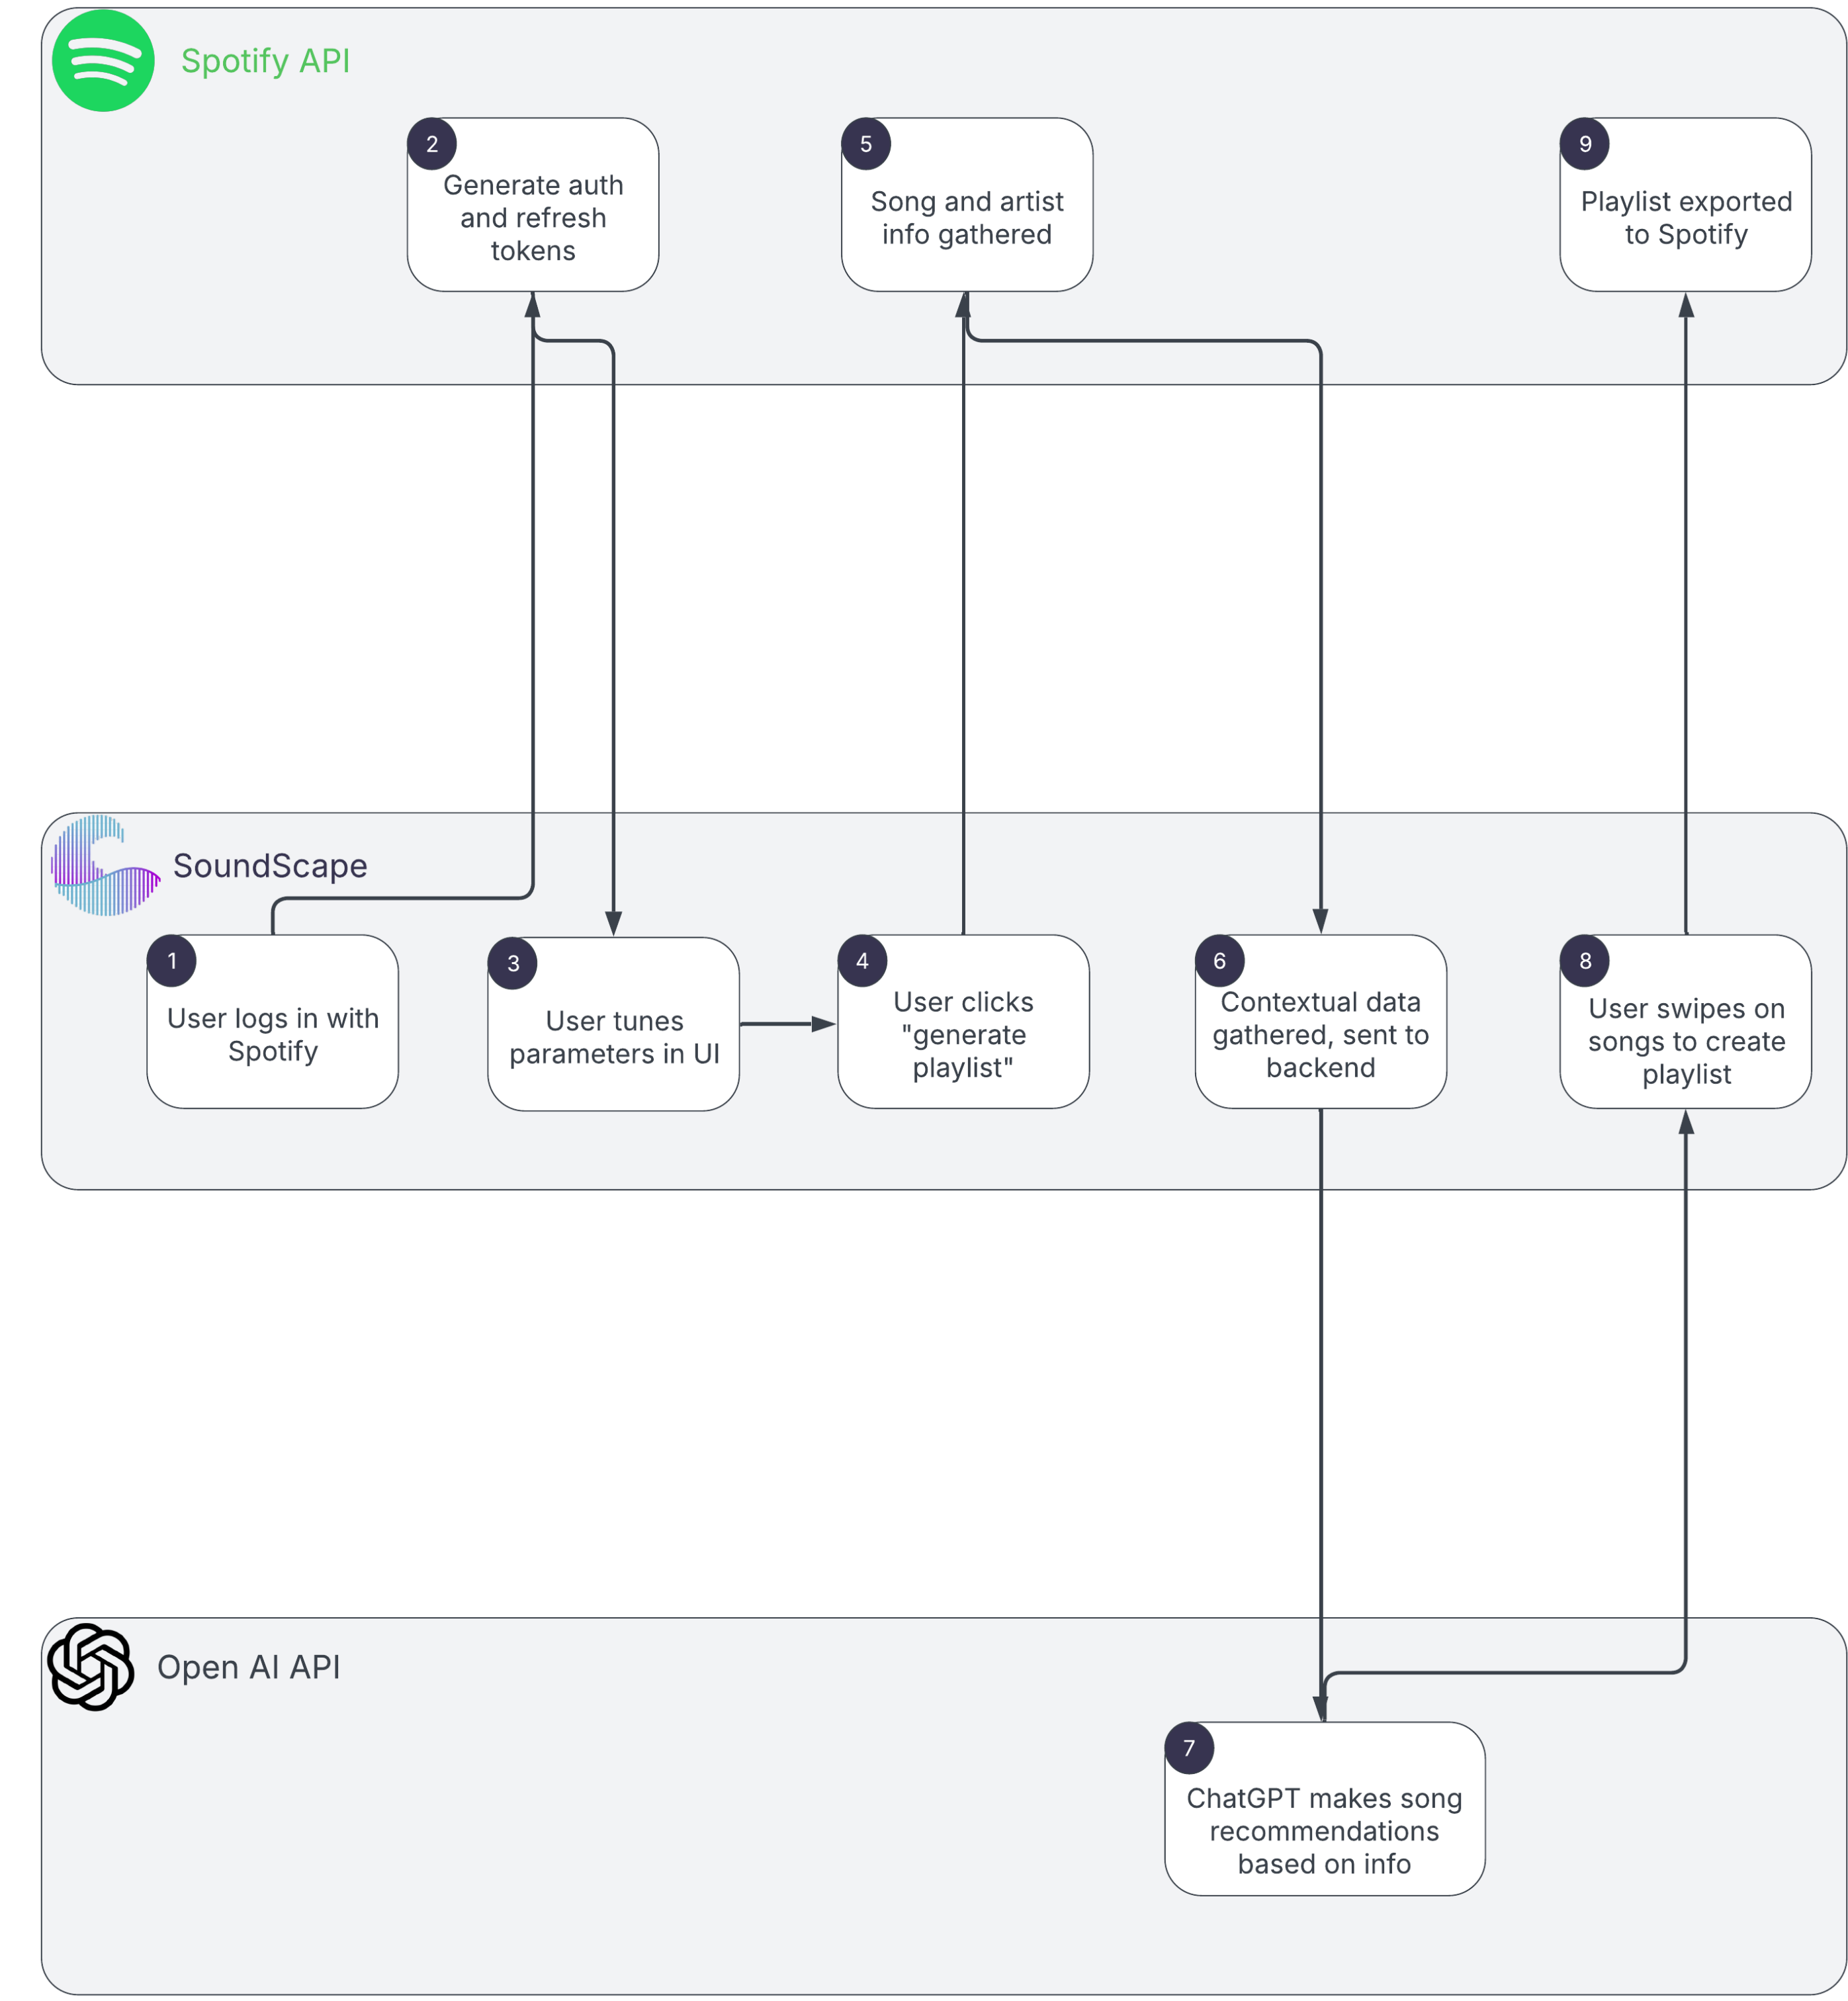 Spotify API
2
Generate auth
and refresh
tokens
5
Song and artist
info gathered
9
Playlist exported
to Spotify
SoundScape
1
User logs in with
Spotify
3
User tunes
parameters in UI
4
User clicks
"generate
playlist"
6
Contextual data
gathered, sent to
backend
8
User swipes on
songs to create
playlist
Open AI API
7
ChatGPT makes song
recommendations
based on info